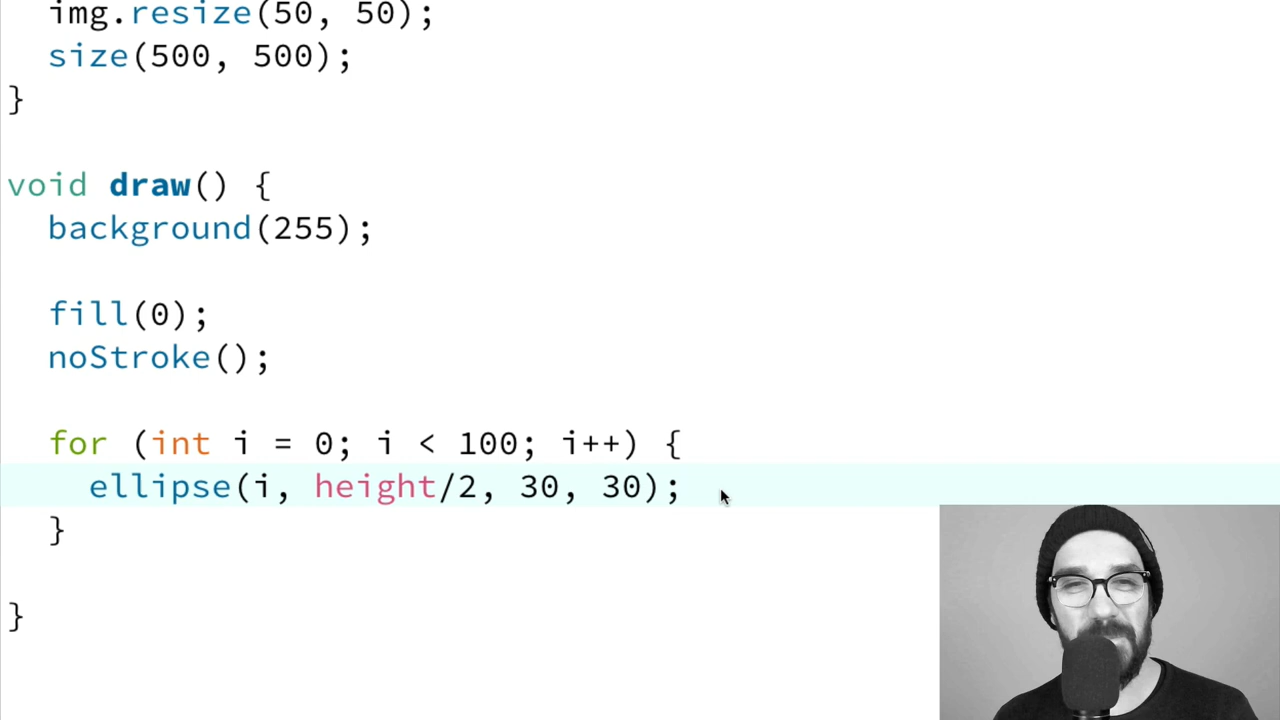 img.resize(50, 50);
size(500, 500);
}
void draw() {
background(255);
fill(0);
noStroke();
for (int i = 0; i < 100; i++) {
ellipse(i, height/2, 30, 30);
}
}